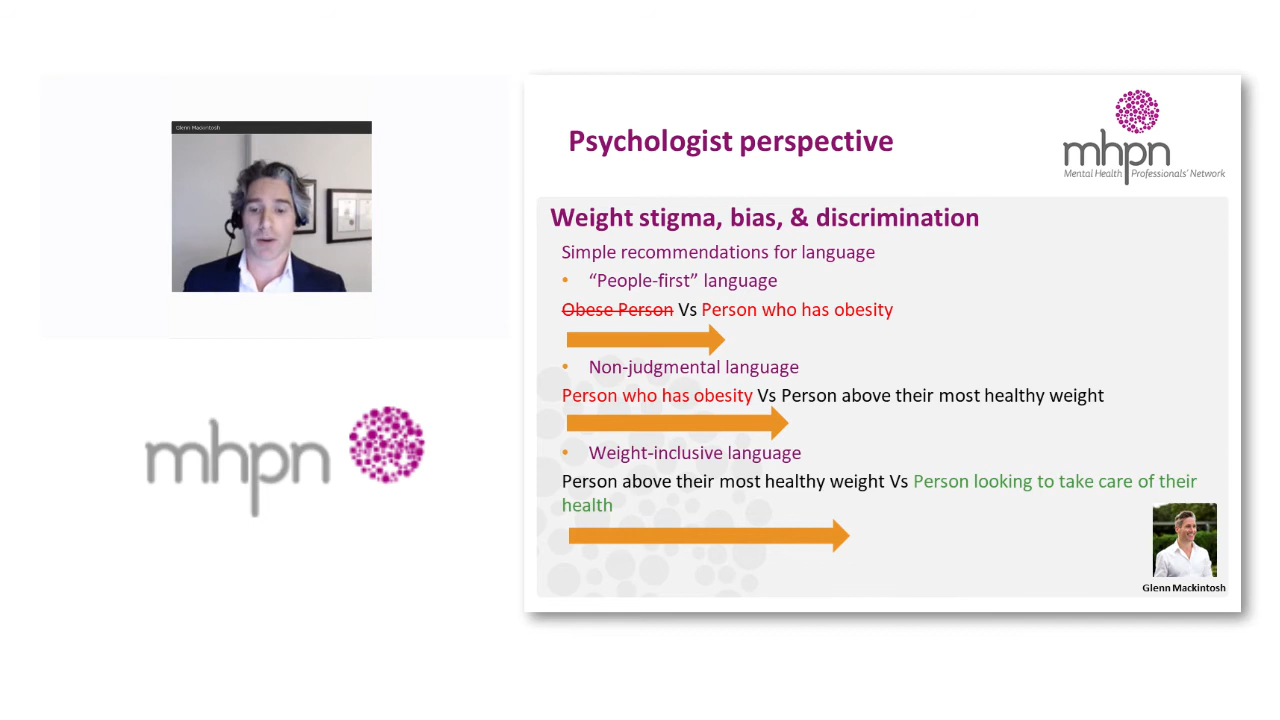 Glenn Mackintosh
mhpn
Psychologist perspective
mhpn
Mental Health Professionals' Network
Weight stigma, bias, & discrimination
Simple recommendations for language
• “People-first” language
Obese Person Vs Person who has obesity
• Non-judgmental language
Person who has obesity Vs Person above their most healthy weight
• Weight-inclusive language
Person above their most healthy weight Vs Person looking to take care of their
health
Glenn Mackintosh